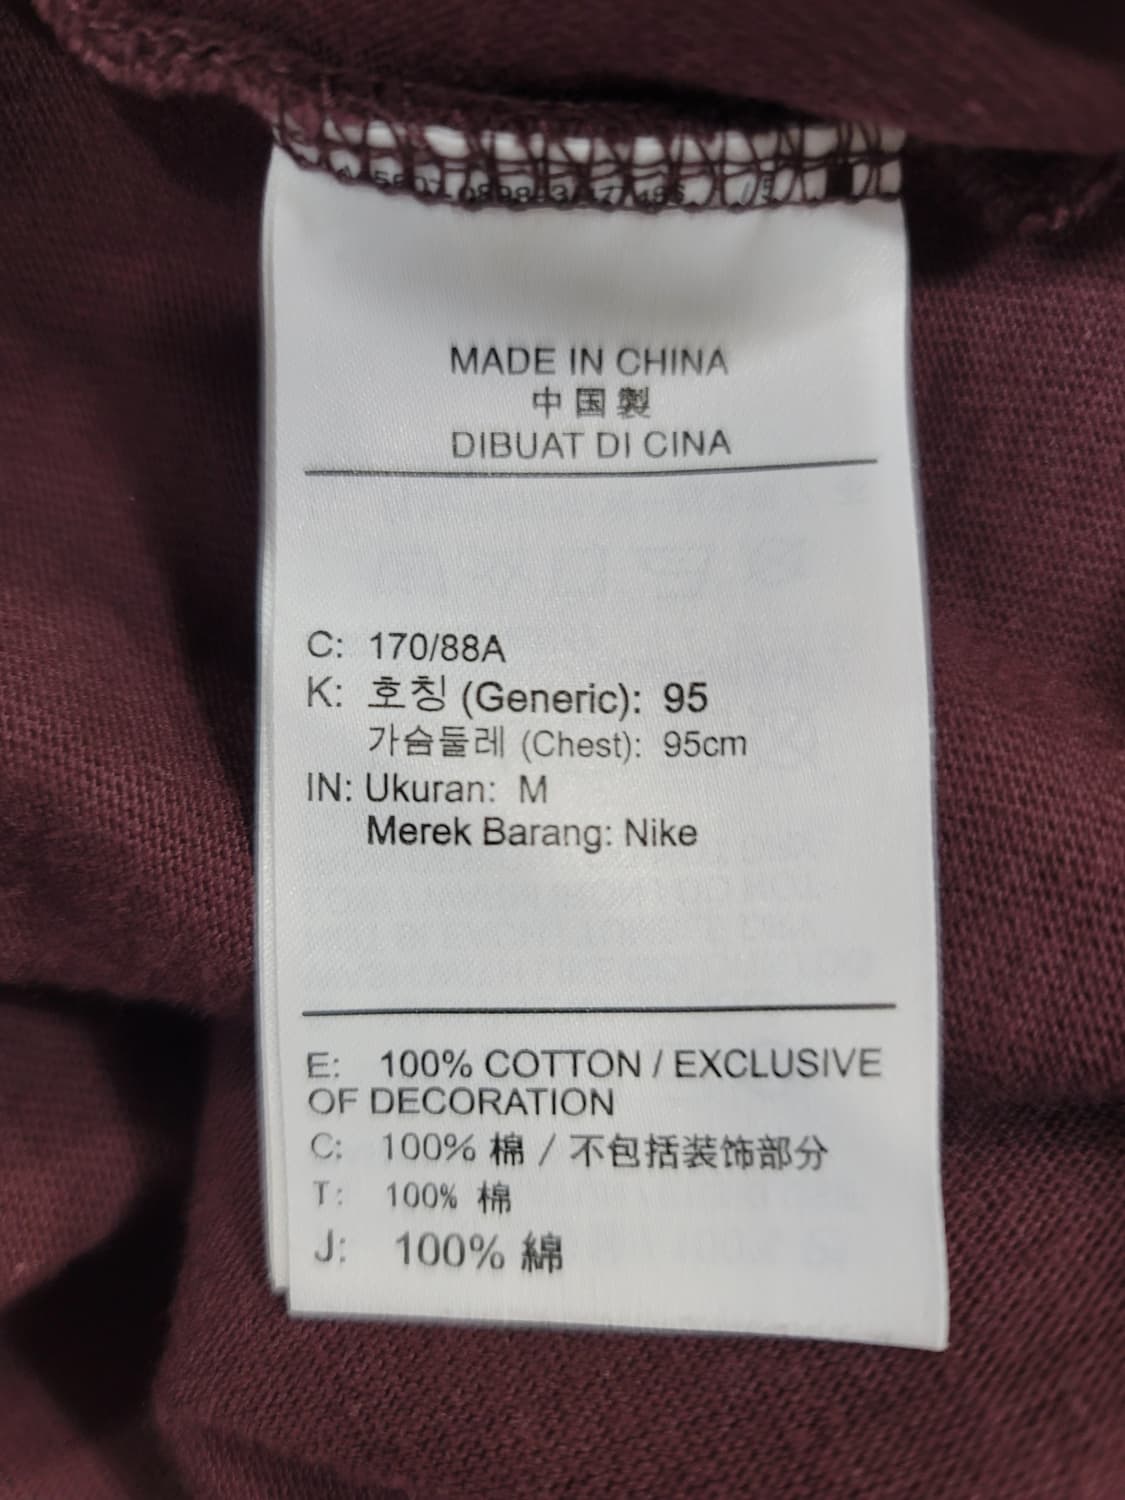 MADE IN CHINA
中国製
DIBUAT DI CINA
C: 170/88A
K: 호칭 (Generic): 95
가슴둘레 (Chest): 95cm
IN: Ukuran: M
Merek Barang: Nike
E: 100% COTTON / EXCLUSIVE
OF DECORATION
C: 100% 棉 / 不包括装饰部分
T: 100% 棉
J: 100% 綿